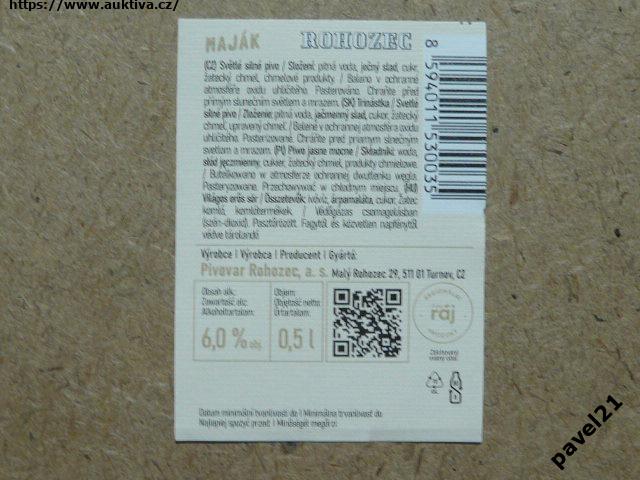 https://www.auktiva.cz/
MAJÁK ROHOZEC
(CZ) Světlé silné pivo / Složení: pitná voda, ječný slad, cukr,
žatecký chmel, chmelové produkty. / Baleno v ochranné
atmosféře oxidu uhličitého. Pasterováno. Chraňte před
přímým slunečním světlem a mrazem. (SK) Trinástka / Svetlé
silné pivo / Zloženie: pitná voda, jačmenný slad, cukor, žatecký
chmeľ, upravený chmeľ. / Balené v ochrannej atmosfére oxidu
uhličitého. Pasterizované. Chráňte pred priamym slnečným
svetlom a mrazom. (PL) Piwo jasne mocne / Składniki: woda,
słód jęczmienny, cukier, żatecký chmiel, produkty chmielowe.
/ Butelkowano w atmosferze ochronnej dwutlenku węgla.
Pasteryzowane. Przechowywać w chłodnym miejscu. (HU)
Világos erős sör / Összetevők: ivóvíz, árpamaláta, cukor, Žatec
komló, komlótermékek. / Védőgázas csomagolásban
(szén-dioxid). Pasztőrizált. Fagytól és közvetlen napfénytől
védve tárolandó.
8 594011 530035
Výrobce | Výrobca | Producent | Gyártó:
Pivovar Rohozec, a. s. Malý Rohozec 29, 511 01 Turnov, CZ
Obsah alk.:
Zawartość alc.:
Alkoholtartalom:
6,0 % obj.
Objem:
Objętość netto:
Űrtartalom:
0,5 l
REGIONÁLNÍ
ráj
PRODUKT
Datum minimální trvanlivosti do | Minimálna trvanlivosť do
Najlepiej spożyć przed: | Minőségét megőrzi:
pavel21